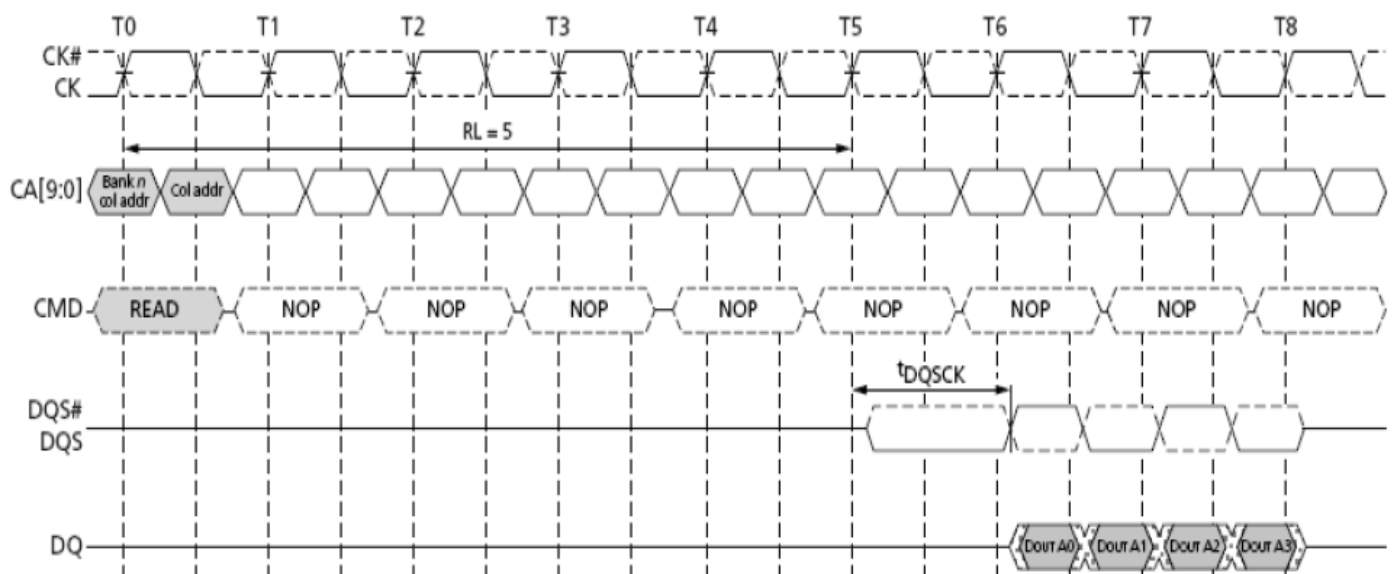 T0 T1 T2 T3 T4 T5 T6 T7 T8
CK#
CK
RL = 5
CA[9:0] Bank n col addr Col addr
CMD READ NOP NOP NOP NOP NOP NOP NOP NOP
tDQSCK
DQS#
DQS
DQ DOUT A0 DOUT A1 DOUT A2 DOUT A3